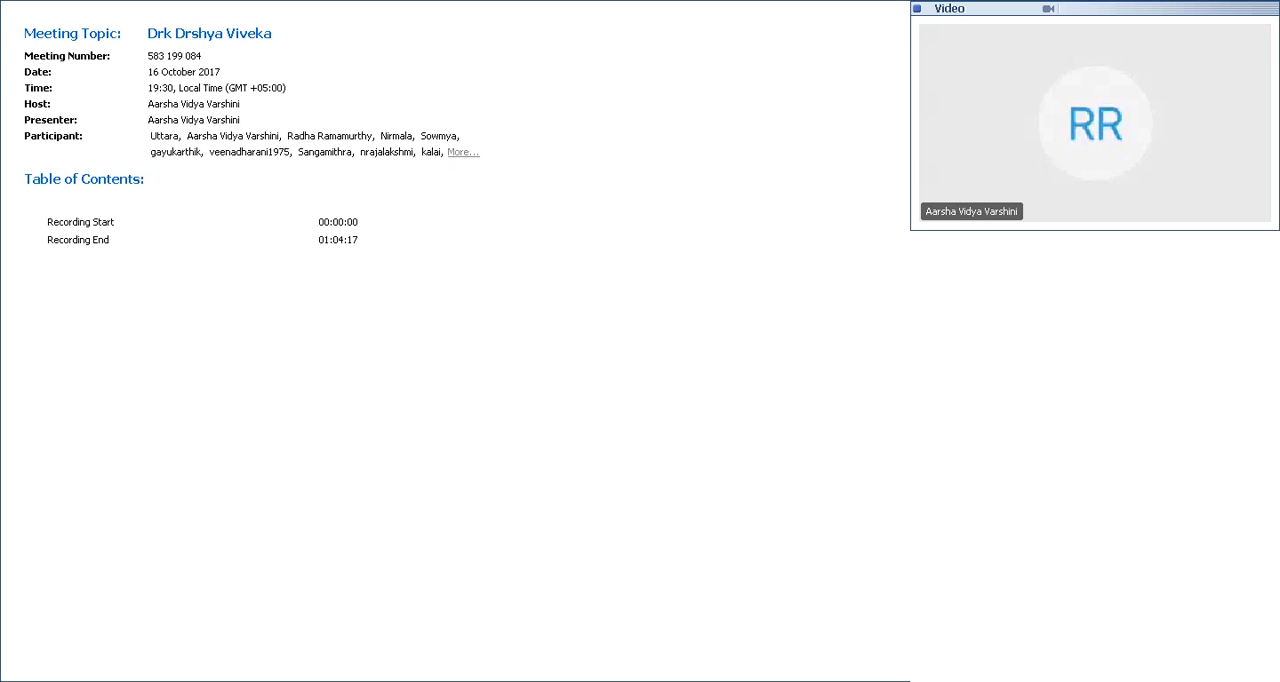 Meeting Topic: Drk Drshya Viveka
Meeting Number: 583 199 084
Date: 16 October 2017
Time: 19:30, Local Time (GMT +05:00)
Host: Aarsha Vidya Varshini
Presenter: Aarsha Vidya Varshini
Participant: Uttara, Aarsha Vidya Varshini, Radha Ramamurthy, Nirmala, Sowmya,
gayukarthik, veenadharani1975, Sangamithra, nrajalakshmi, kalai, More...
Table of Contents:
Recording Start 00:00:00
Recording End 01:04:17
Video
RR
Aarsha Vidya Varshini